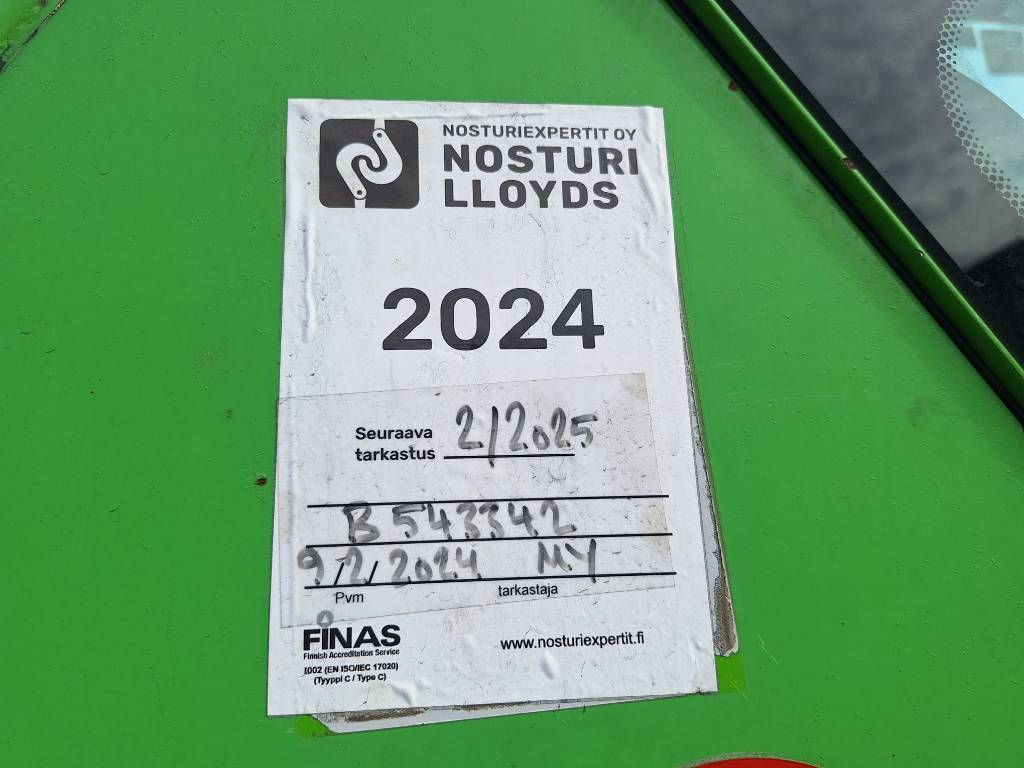 NOSTURIEXPERTIT OY
NOSTURI
LLOYDS
2024
Seuraava
tarkastus 2/2025
B 543342
9/2/2024 M.Y
Pvm tarkastaja
FINAS
Finnish Accreditation Service
I002 (EN ISO/IEC 17020)
(Tyyppi C / Type C)
www.nosturiexpertit.fi